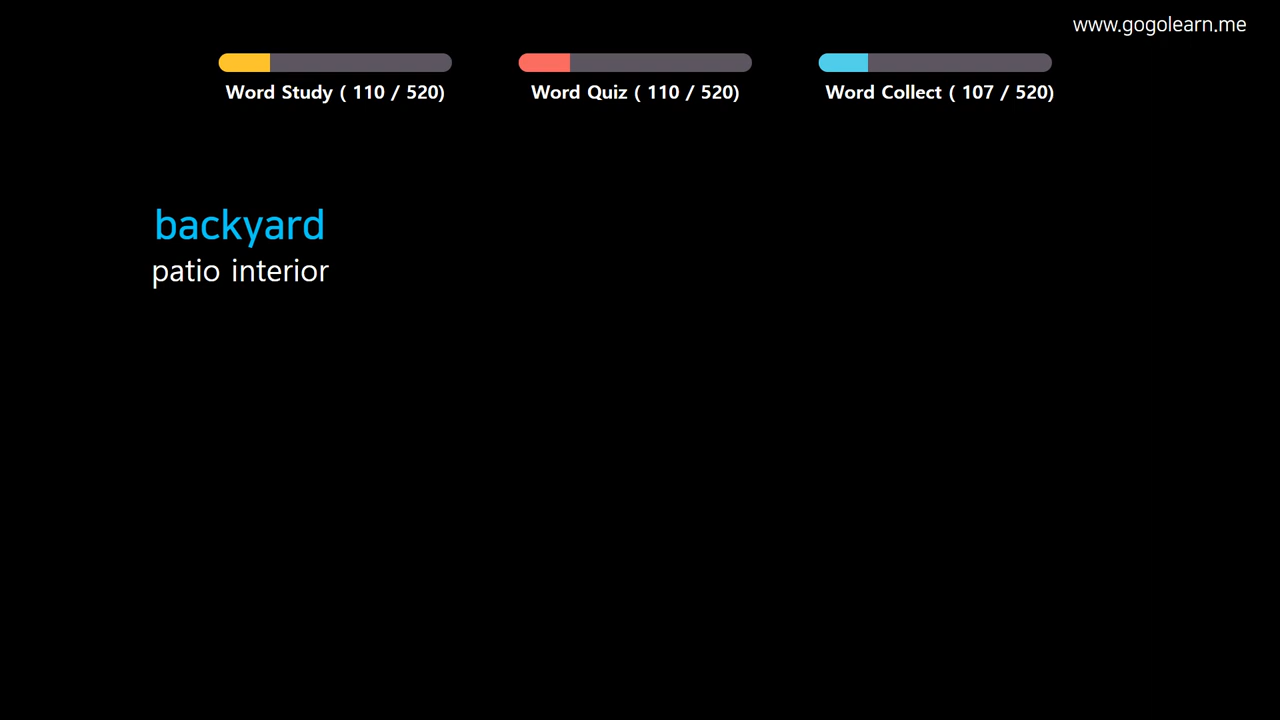 www.gogolearn.me
Word Study ( 110 / 520)
Word Quiz ( 110 / 520)
Word Collect ( 107 / 520)
backyard
patio interior